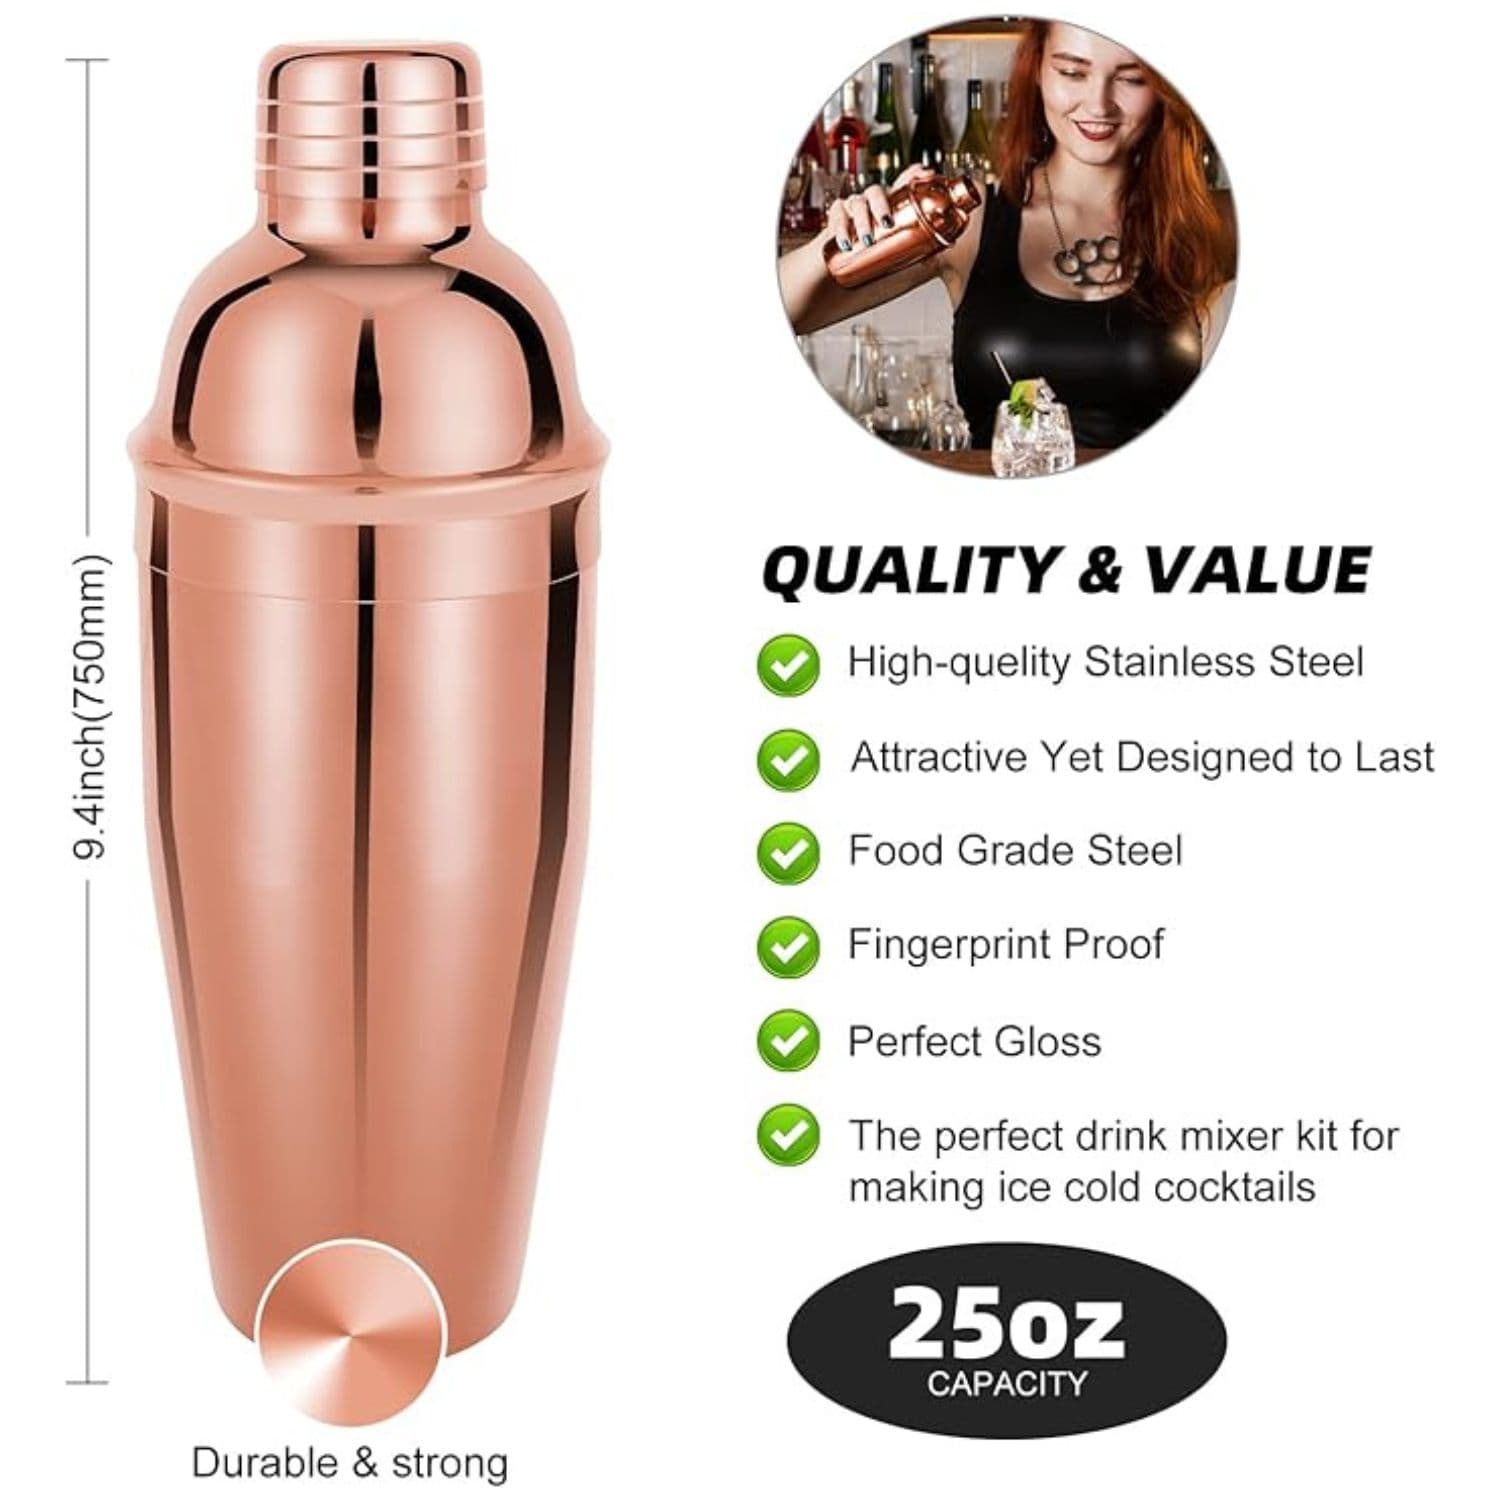 9.4inch(750mm)
QUALITY & VALUE
High-quelity Stainless Steel
Attractive Yet Designed to Last
Food Grade Steel
Fingerprint Proof
Perfect Gloss
The perfect drink mixer kit for
making ice cold cocktails
25oz
CAPACITY
Durable & strong